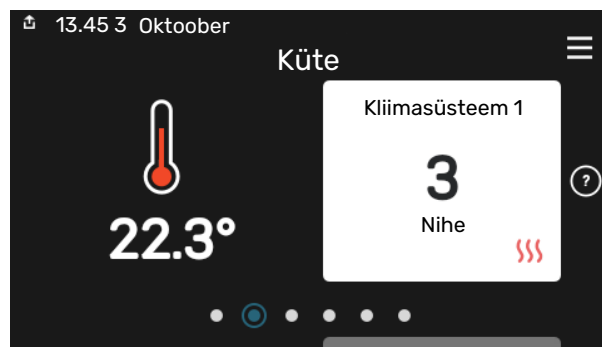 13.45 3 Oktoober
Küte
Kliimasüsteem 1
3
Nihe
22.3°
?